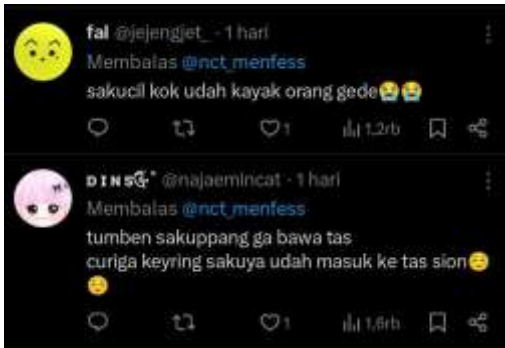 fal @jejengjet_ · 1 hari
Membalas @nct_menfess
sakucil kok udah kayak orang gede😭😭
1
1,2rb
ᴅɪɴs @najaemincat · 1 hari
Membalas @nct_menfess
tumben sakuppang ga bawa tas
curiga keyring sakuya udah masuk ke tas sion☺️
☺️
1
1,6rb